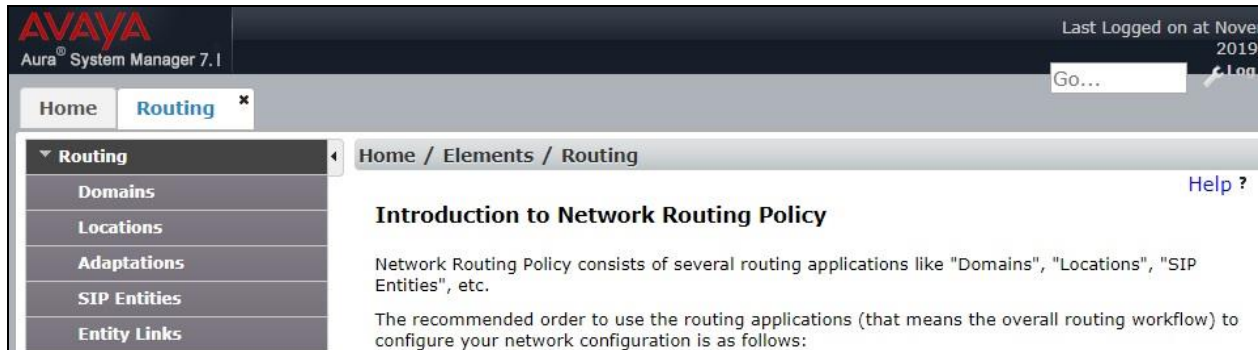 AVAYA
Aura® System Manager 7.1
Last Logged on at Nove
2019
Go...
Log
Home
Routing ×
Routing
Domains
Locations
Adaptations
SIP Entities
Entity Links
Home / Elements / Routing
Help ?
Introduction to Network Routing Policy
Network Routing Policy consists of several routing applications like "Domains", "Locations", "SIP
Entities", etc.
The recommended order to use the routing applications (that means the overall routing workflow) to
configure your network configuration is as follows: